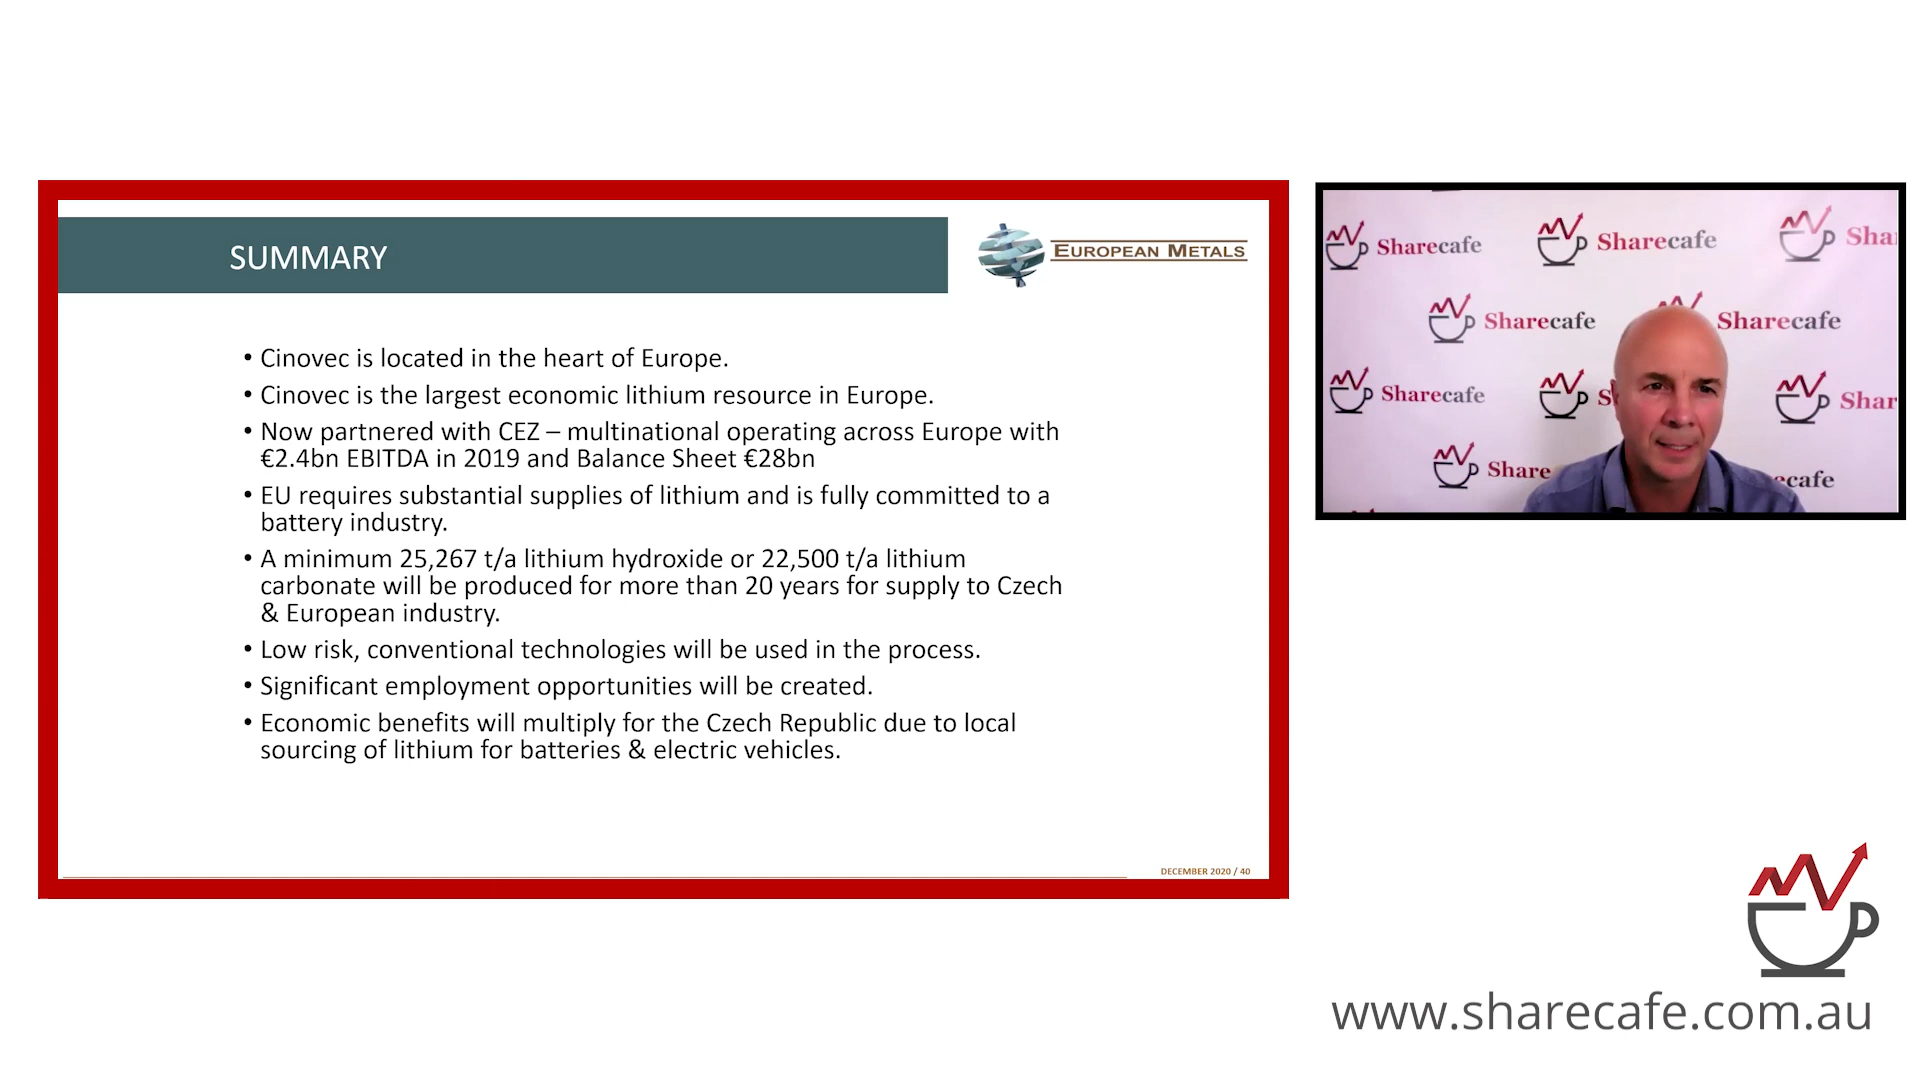 SUMMARY
EUROPEAN METALS
• Cinovec is located in the heart of Europe.
• Cinovec is the largest economic lithium resource in Europe.
• Now partnered with CEZ – multinational operating across Europe with
€2.4bn EBITDA in 2019 and Balance Sheet €28bn
• EU requires substantial supplies of lithium and is fully committed to a
battery industry.
• A minimum 25,267 t/a lithium hydroxide or 22,500 t/a lithium
carbonate will be produced for more than 20 years for supply to Czech
& European industry.
• Low risk, conventional technologies will be used in the process.
• Significant employment opportunities will be created.
• Economic benefits will multiply for the Czech Republic due to local
sourcing of lithium for batteries & electric vehicles.
DECEMBER 2020 / 40
Sharecafe Sharecafe Sha
Sharecafe Sharecafe
Sharecafe S Shar
Share ecafe
www.sharecafe.com.au